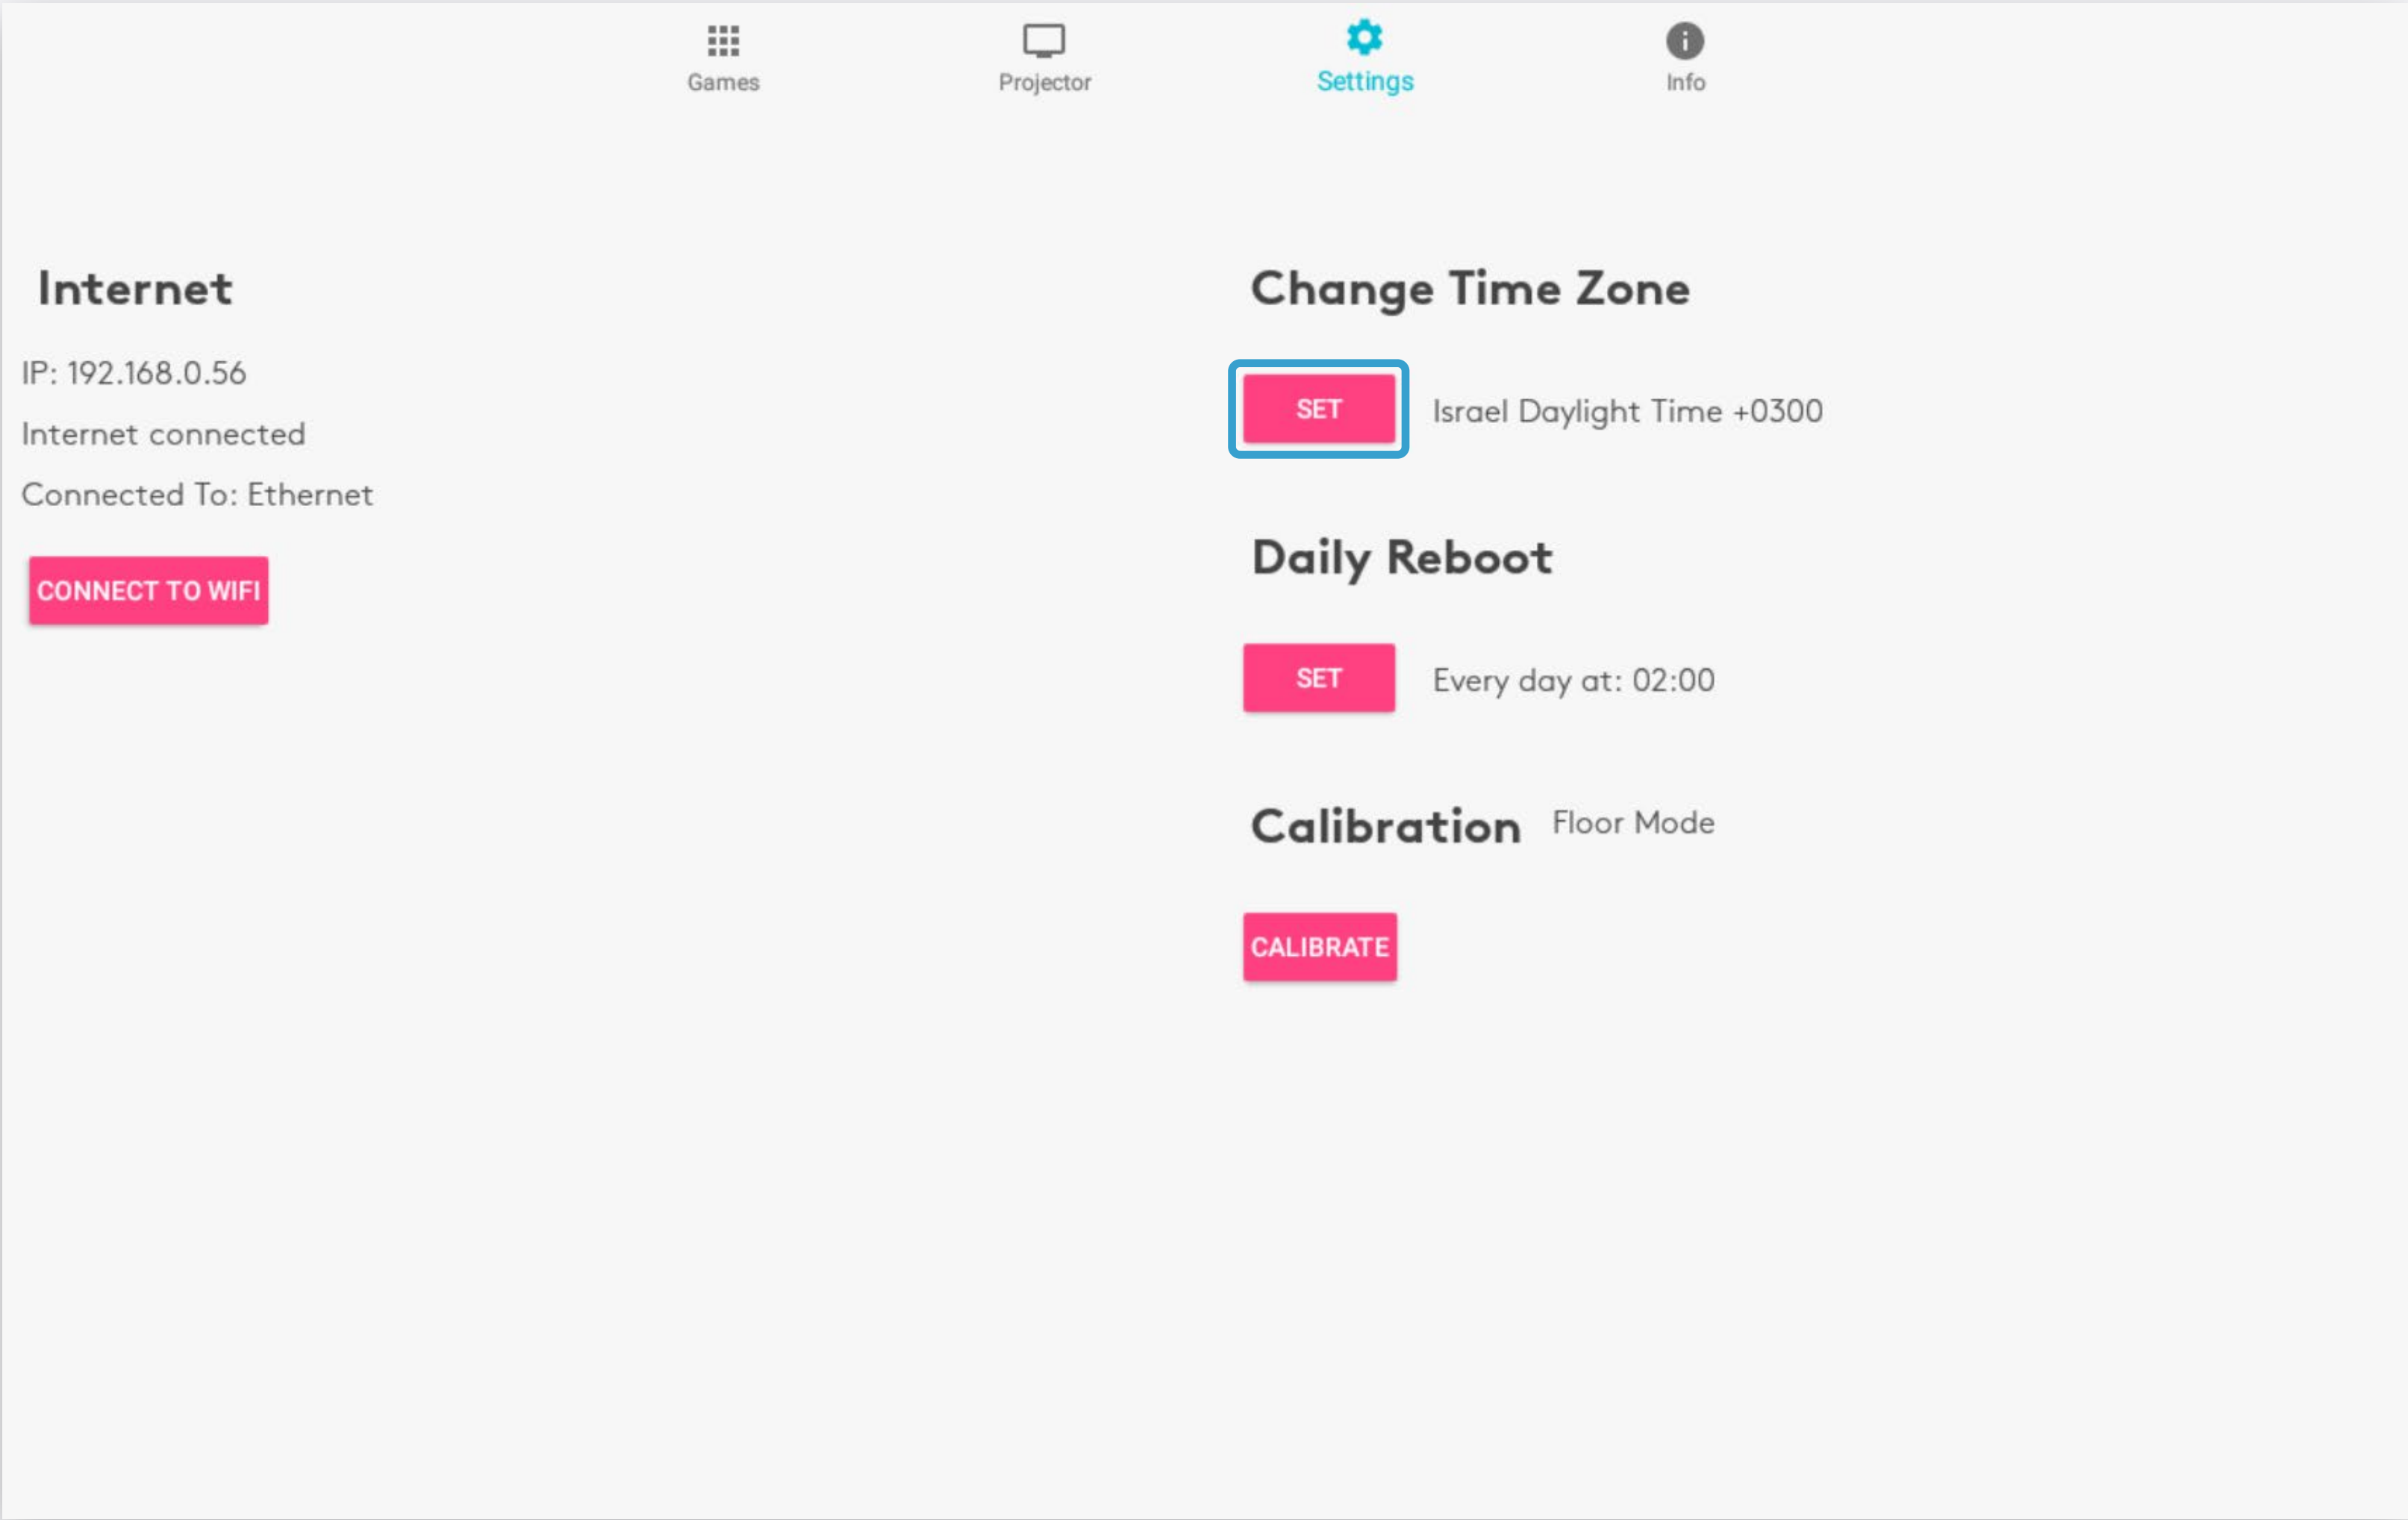 Games
Projector
Settings
Info
Internet
IP: 192.168.0.56
Internet connected
Connected To: Ethernet
CONNECT TO WIFI
Change Time Zone
SET
Israel Daylight Time +0300
Daily Reboot
SET
Every day at: 02:00
Calibration
Floor Mode
CALIBRATE